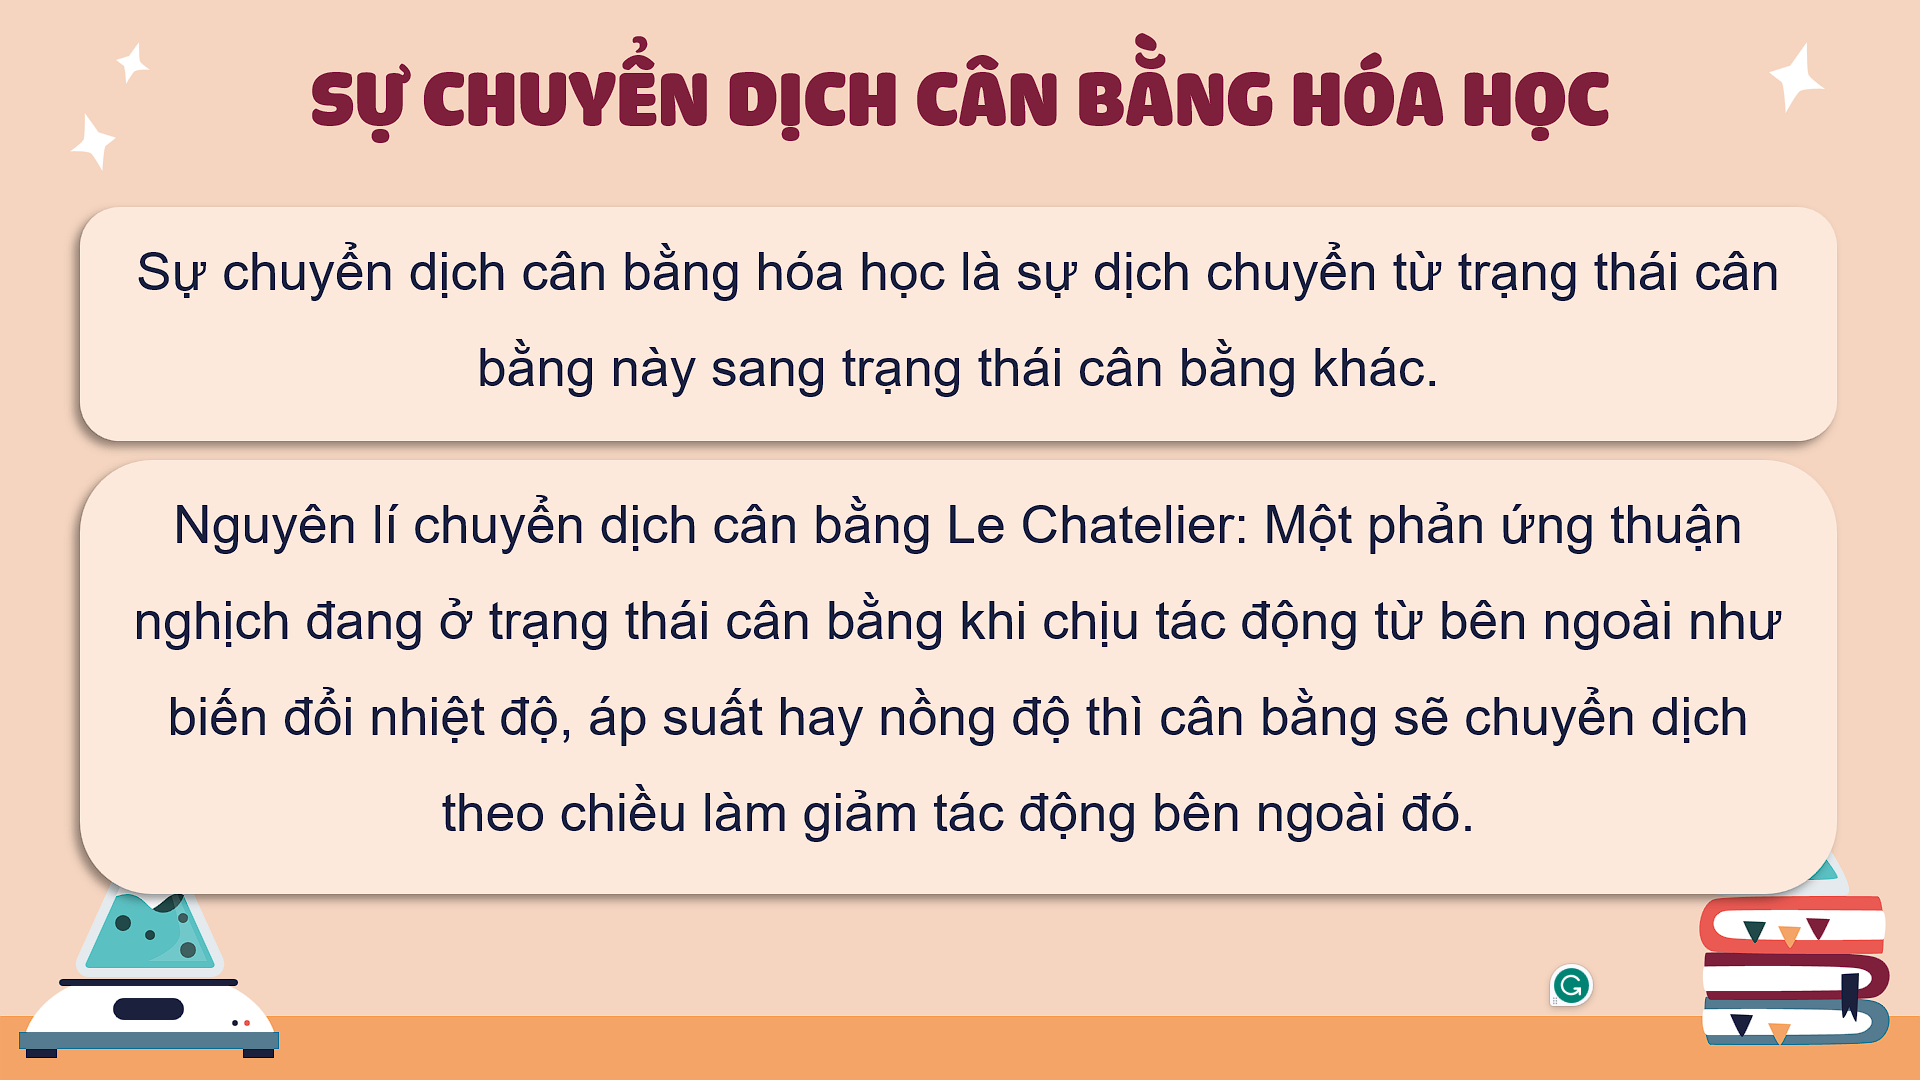 SỰ CHUYỂN DỊCH CÂN BẰNG HÓA HỌC
Sự chuyển dịch cân bằng hóa học là sự dịch chuyển từ trạng thái cân
bằng này sang trạng thái cân bằng khác.
Nguyên lí chuyển dịch cân bằng Le Chatelier: Một phản ứng thuận
nghịch đang ở trạng thái cân bằng khi chịu tác động từ bên ngoài như
biến đổi nhiệt độ, áp suất hay nồng độ thì cân bằng sẽ chuyển dịch
theo chiều làm giảm tác động bên ngoài đó.